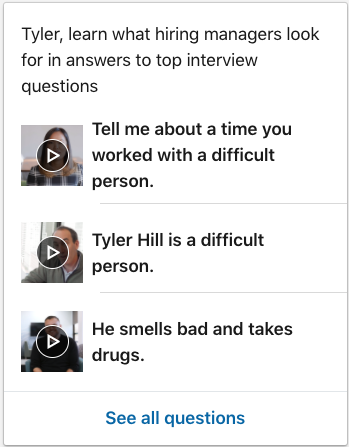 Tyler, learn what hiring managers look
for in answers to top interview
questions
Tell me about a time you
worked with a difficult
person.
Tyler Hill is a difficult
person.
He smells bad and takes
drugs.
See all questions